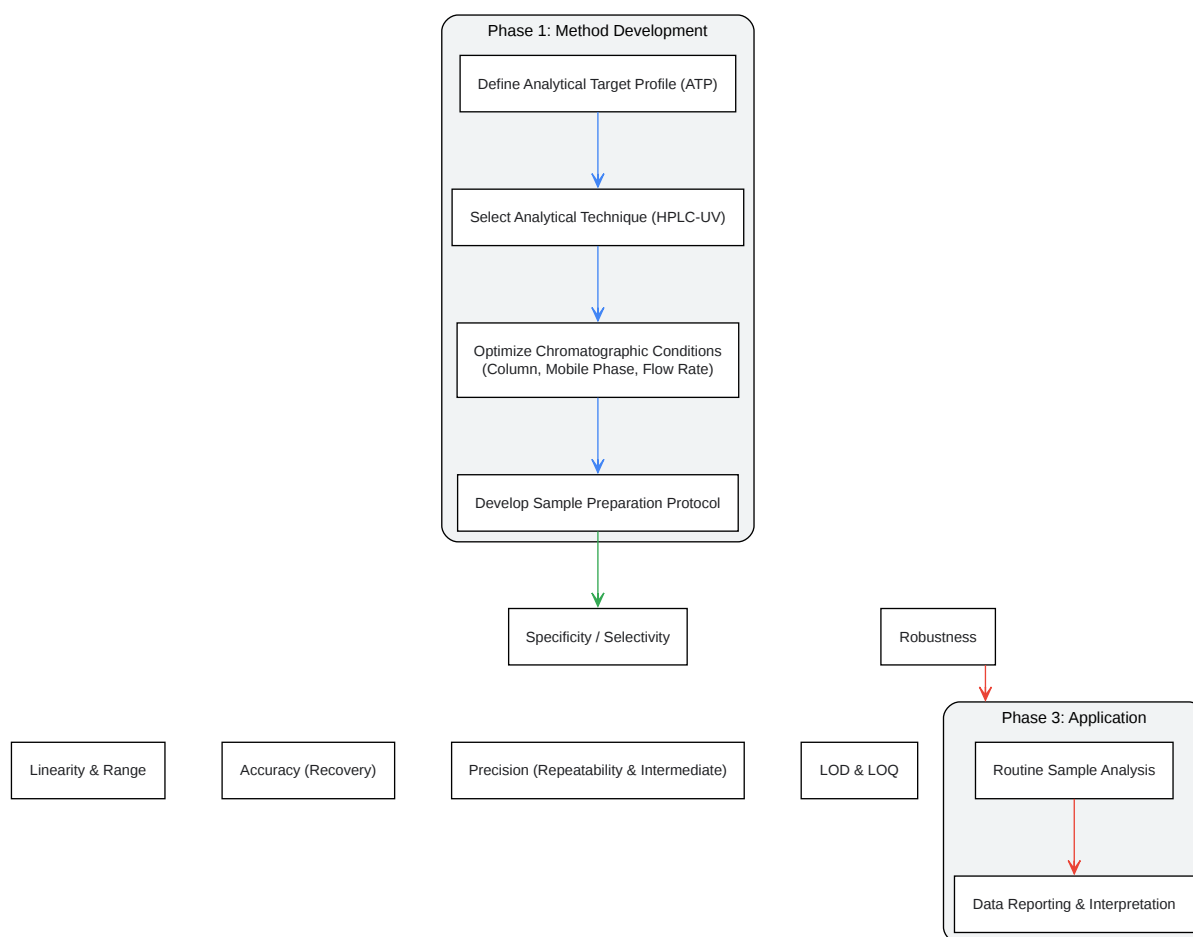 Phase 1: Method Development
Define Analytical Target Profile (ATP)
Select Analytical Technique (HPLC-UV)
Optimize Chromatographic Conditions
(Column, Mobile Phase, Flow Rate)
Develop Sample Preparation Protocol
Specificity / Selectivity
Robustness
Phase 3: Application
Linearity & Range
Accuracy (Recovery)
Precision (Repeatability & Intermediate)
LOD & LOQ
Routine Sample Analysis
Data Reporting & Interpretation